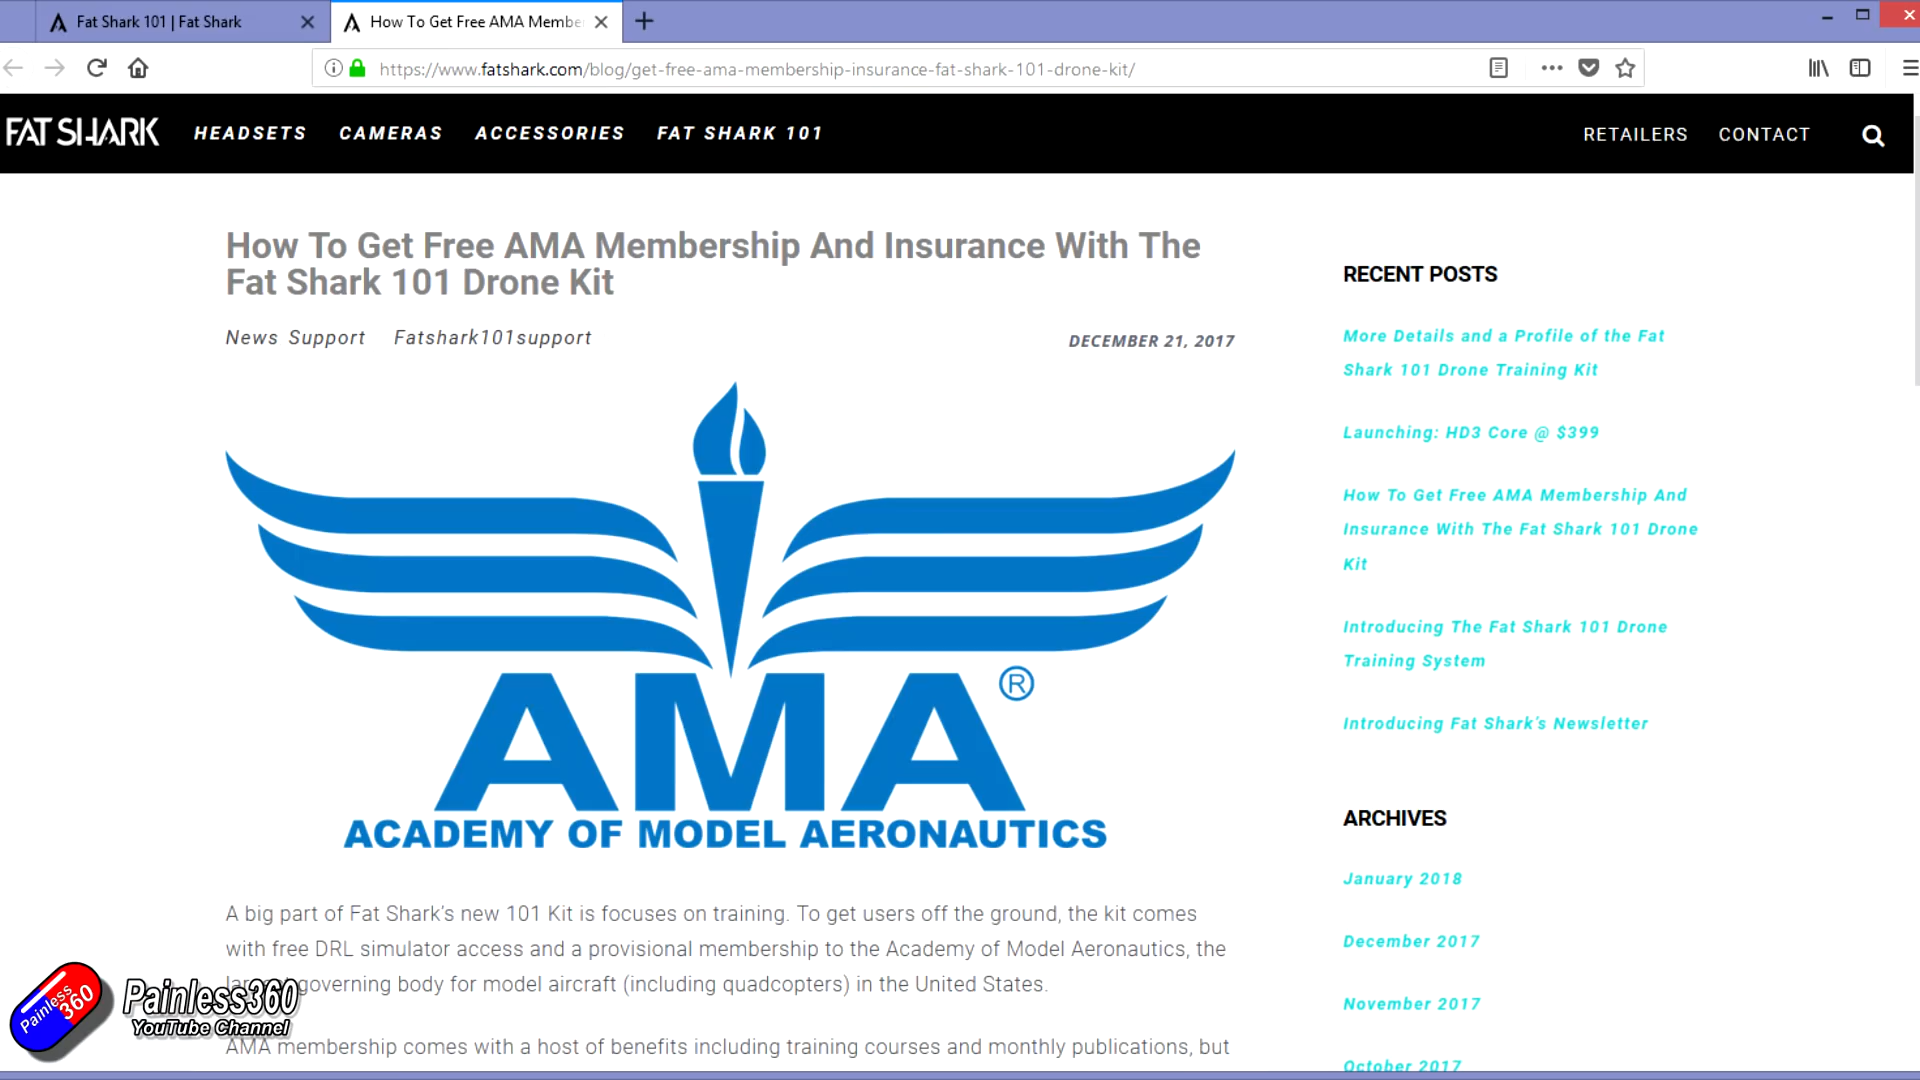 Fat Shark 101 | Fat Shark
How To Get Free AMA Membe
https://www.fatshark.com/blog/get-free-ama-membership-insurance-fat-shark-101-drone-kit/
FAT SHARK
HEADSETS
CAMERAS
ACCESSORIES
FAT SHARK 101
RETAILERS
CONTACT
How To Get Free AMA Membership And Insurance With The
Fat Shark 101 Drone Kit
News Support Fatshark101support
DECEMBER 21, 2017
AMA®
ACADEMY OF MODEL AERONAUTICS
A big part of Fat Shark's new 101 Kit is focuses on training. To get users off the ground, the kit comes
with free DRL simulator access and a provisional membership to the Academy of Model Aeronautics, the
governing body for model aircraft (including quadcopters) in the United States.
AMA membership comes with a host of benefits including training courses and monthly publications, but
RECENT POSTS
More Details and a Profile of the Fat
Shark 101 Drone Training Kit
Launching: HD3 Core @ $399
How To Get Free AMA Membership And
Insurance With The Fat Shark 101 Drone
Kit
Introducing The Fat Shark 101 Drone
Training System
Introducing Fat Shark's Newsletter
ARCHIVES
January 2018
December 2017
November 2017
October 2017
Painless
360
Painless360
YouTube Channel